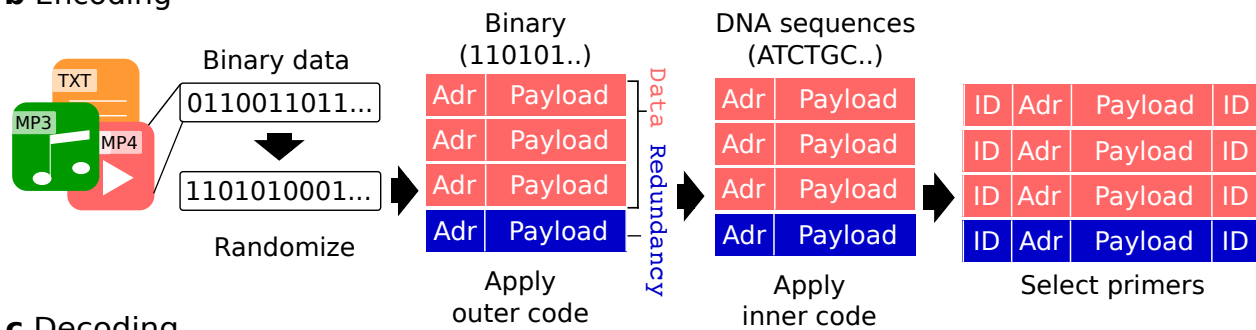 b Encoding
TXT
MP3
MP4
Binary data
0110011011...
1101010001...
Randomize
Binary
(110101..)
Adr Payload
Adr Payload
Adr Payload
Adr Payload
Data Redundancy
Apply
outer code
DNA sequences
(ATCTGC..)
Adr Payload
Adr Payload
Adr Payload
Adr Payload
Apply
inner code
ID Adr Payload ID
ID Adr Payload ID
ID Adr Payload ID
ID Adr Payload ID
Select primers
c Decoding